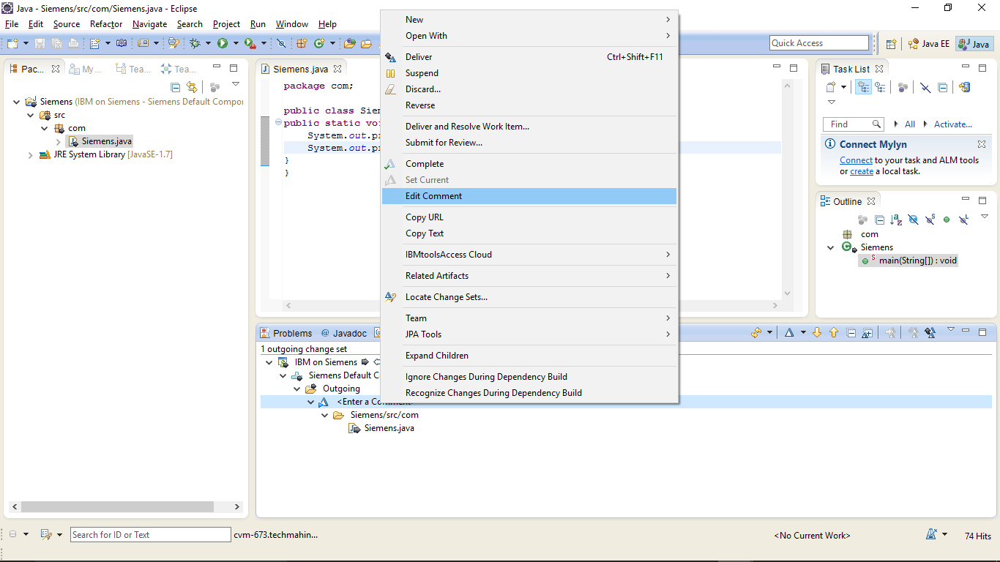 Java - Siemens/src/com/Siemens.java - Eclipse
File Edit Source Refactor Navigate Search Project Run Window Help
Quick Access
Java EE
Java
Pac...
My ...
Tea...
Tea...
Siemens (IBM on Siemens - Siemens Default Compor
src
com
Siemens.java
JRE System Library [JavaSE-1.7]
Siemens.java
package com;
public class Sie
public static vo
System.out.p
System.out.p
}
}
New
Open With
Deliver Ctrl+Shift+F11
Suspend
Discard...
Reverse
Deliver and Resolve Work Item...
Submit for Review...
Complete
Set Current
Edit Comment
Copy URL
Copy Text
IBMtoolsAccess Cloud
Related Artifacts
Locate Change Sets...
Team
JPA Tools
Expand Children
Ignore Changes During Dependency Build
Recognize Changes During Dependency Build
Task List
Find
All
Activate...
Connect Mylyn
Connect to your task and ALM tools
or create a local task.
Outline
com
Siemens
main(String[]) : void
Problems @ Javadoc
1 outgoing change set
IBM on Siemens
Siemens Default C
Outgoing
<Enter a Comment>
Siemens/src/com
Siemens.java
Search for ID or Text
cvm-673.techmahin...
<No Current Work>
74 Hits